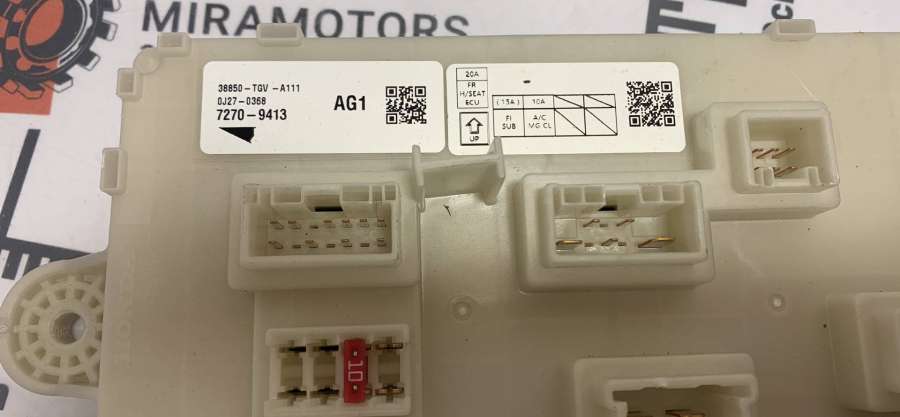 MIRAMOTORS
38850-TGV -A111
0J27-0368
7270-9413
AG1
20A
FR
H/SEAT
ECU
UP
(15A) 10A
FI SUB
A/C MG CL
10